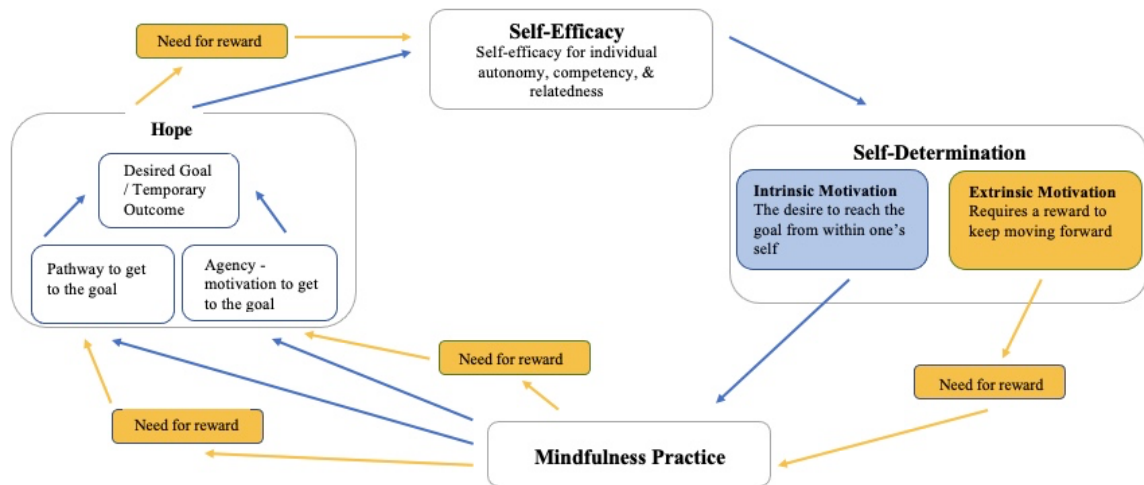 Need for reward
Self-Efficacy
Self-efficacy for individual
autonomy, competency, &
relatedness
Hope
Desired Goal
/ Temporary
Outcome
Pathway to get
to the goal
Agency -
motivation to get
to the goal
Self-Determination
Intrinsic Motivation
The desire to reach the
goal from within one's
self
Extrinsic Motivation
Requires a reward to
keep moving forward
Need for reward
Need for reward
Need for reward
Mindfulness Practice